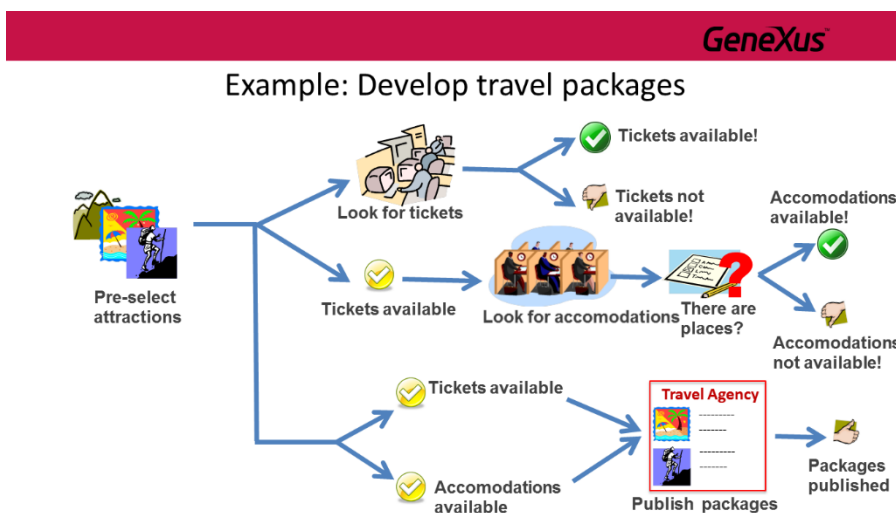 GeneXus™
Example: Develop travel packages
Tickets available!
Look for tickets
Tickets not
available!
Accomodations
available!
Pre-select
attractions
Tickets available
Look for accomodations
There are
places?
Accomodations
not available!
Tickets available
Accomodations
available
Travel Agency
Publish packages
Packages
published